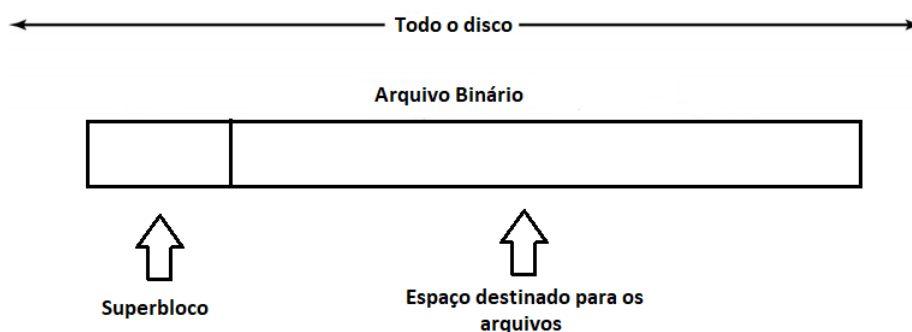 Todo o disco
Arquivo Binário
Superbloco
Espaço destinado para os
arquivos